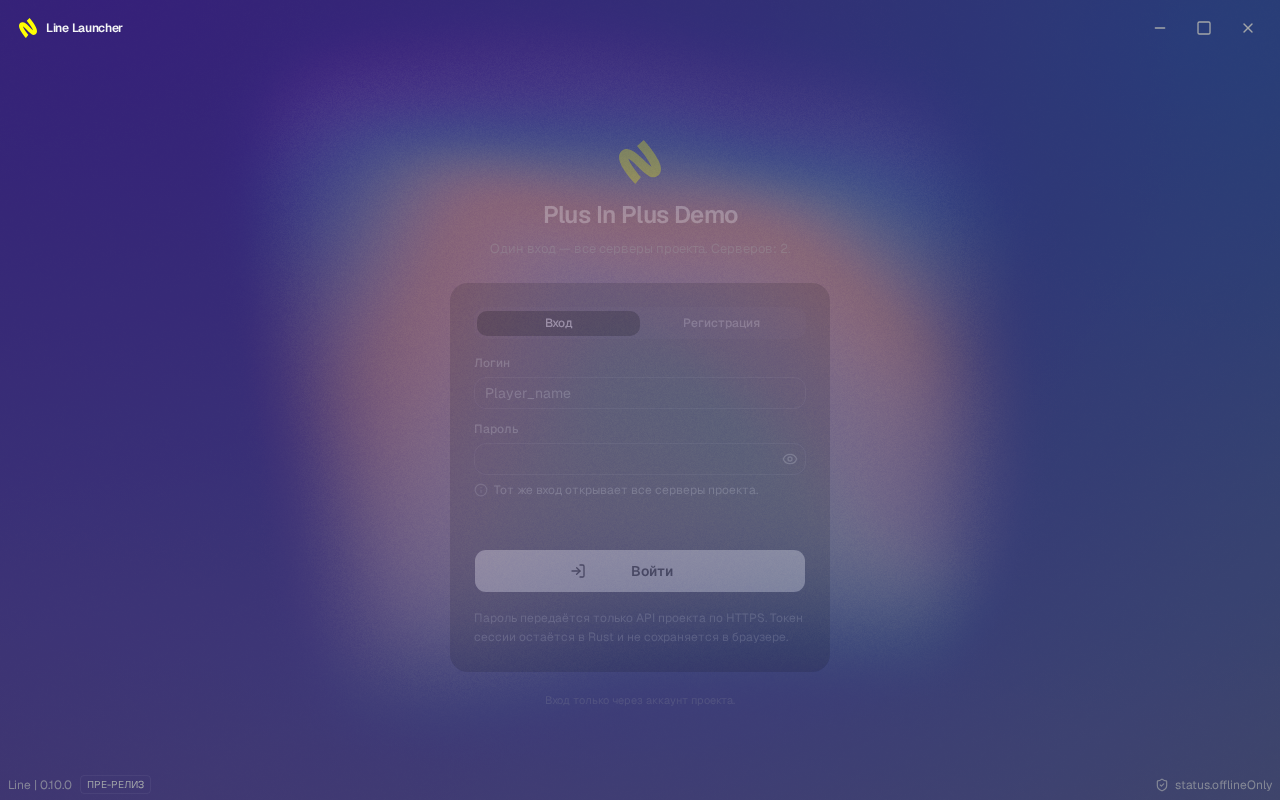 Line Launcher
Plus In Plus Demo
Один вход — все серверы проекта. Серверов: 2.
Вход
Регистрация
Логин
Player_name
Пароль
Тот же вход открывает все серверы проекта.
Войти
Пароль передаётся только API проекта по HTTPS. Токен
сессии остаётся в Rust и не сохраняется в браузере.
Вход только через аккаунт проекта.
Line | 0.10.0
ПРЕ-РЕЛИЗ
status.offlineOnly